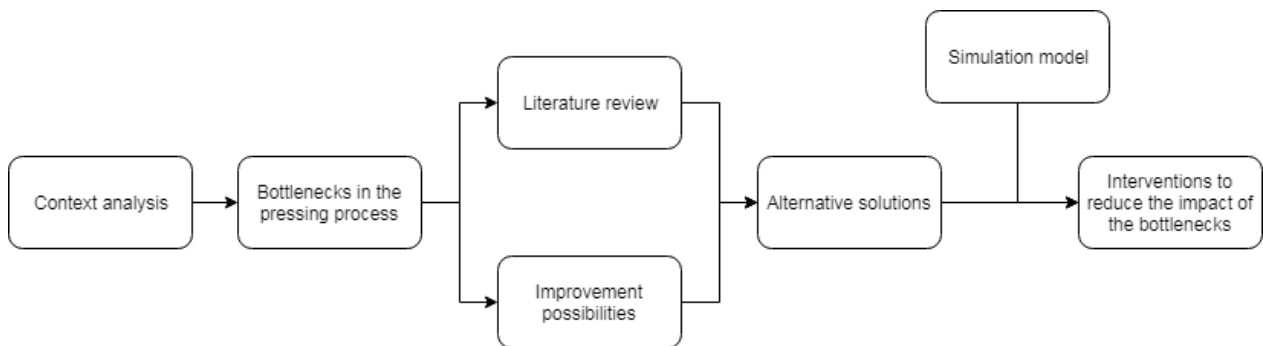 Context analysis
Bottlenecks in the
pressing process
Literature review
Improvement
possibilities
Alternative solutions
Simulation model
Interventions to
reduce the impact of
the bottlenecks